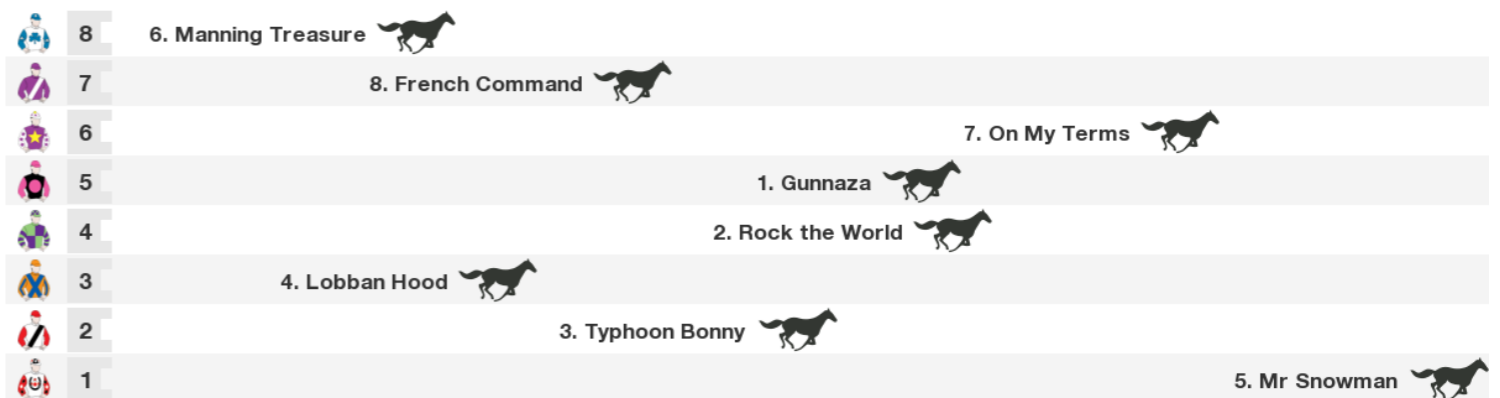 8 6. Manning Treasure
7 8. French Command
6 7. On My Terms
5 1. Gunnaza
4 2. Rock the World
3 4. Lobban Hood
2 3. Typhoon Bonny
1 5. Mr Snowman